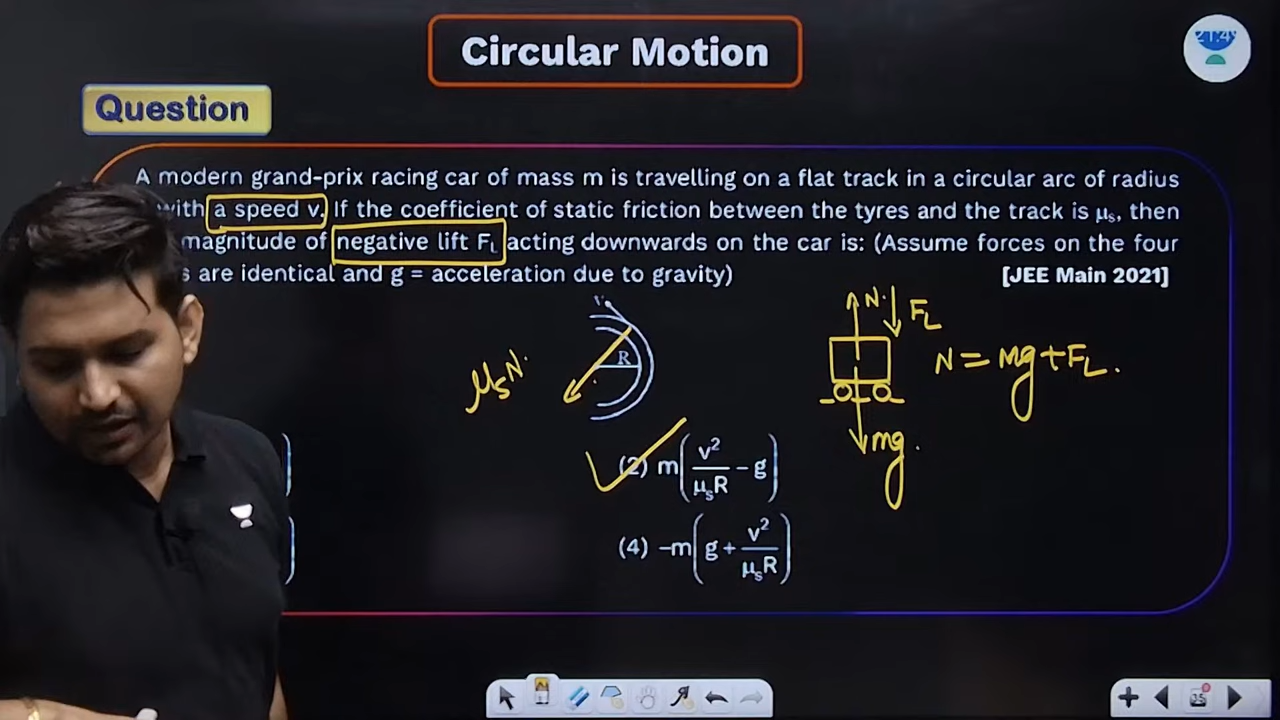 Circular Motion
Question
A modern grand-prix racing car of mass m is travelling on a flat track in a circular arc of radius
with a speed v. If the coefficient of static friction between the tyres and the track is μₛ, then
magnitude of negative lift F_L acting downwards on the car is: (Assume forces on the four
s are identical and g = acceleration due to gravity)
[JEE Main 2021]
N.
F_L
R
μₛN.
N = mg + F_L.
mg.
(2) m(v²/μₛR - g)
(4) -m(g + v²/μₛR)